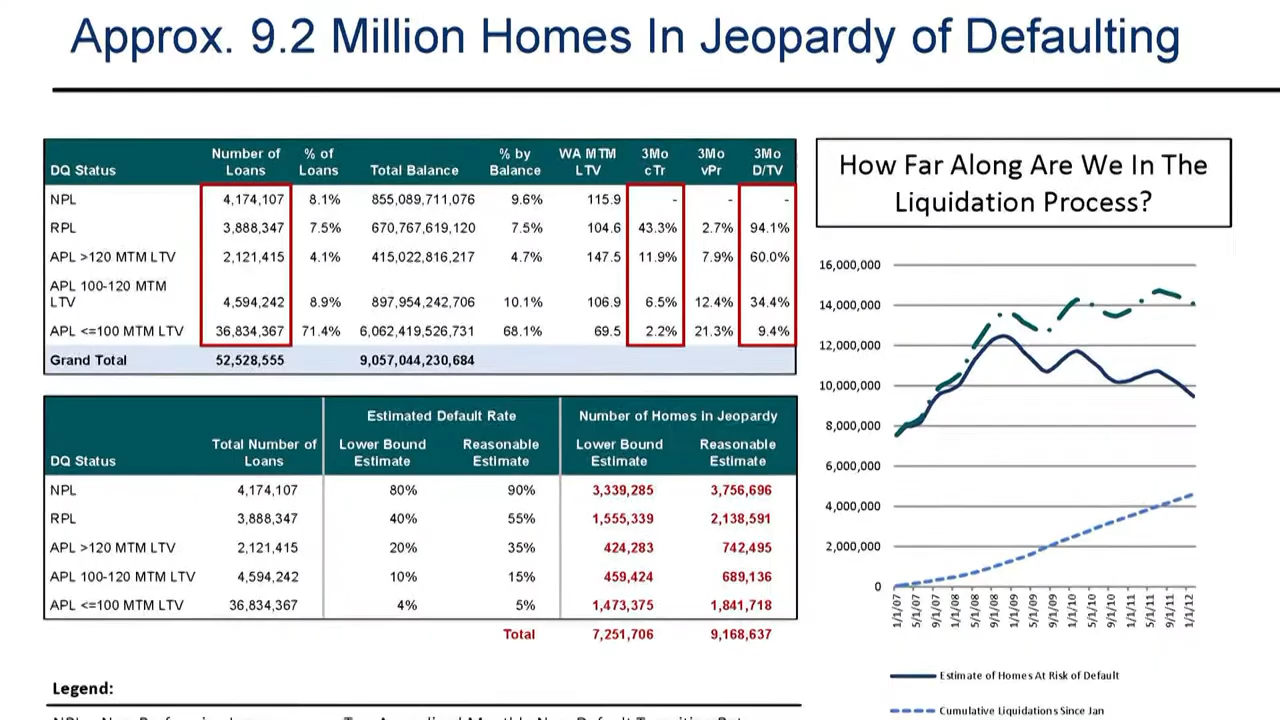 Approx. 9.2 Million Homes In Jeopardy of Defaulting
DQ Status Number of Loans % of Loans Total Balance % by Balance WA MTM LTV 3Mo cTr 3Mo vPr 3Mo D/TV
NPL 4,174,107 8.1% 855,089,711,076 9.6% 115.9 - - -
RPL 3,888,347 7.5% 670,767,619,120 7.5% 104.6 43.3% 2.7% 94.1%
APL >120 MTM LTV 2,121,415 4.1% 415,022,816,217 4.7% 147.5 11.9% 7.9% 60.0%
APL 100-120 MTM LTV 4,594,242 8.9% 897,954,242,706 10.1% 106.9 6.5% 12.4% 34.4%
APL <=100 MTM LTV 36,834,367 71.4% 6,062,419,526,731 68.1% 69.5 2.2% 21.3% 9.4%
Grand Total 52,528,555 9,057,044,230,684
Estimated Default Rate Number of Homes in Jeopardy
DQ Status Total Number of Loans Lower Bound Estimate Reasonable Estimate Lower Bound Estimate Reasonable Estimate
NPL 4,174,107 80% 90% 3,339,285 3,756,696
RPL 3,888,347 40% 55% 1,555,339 2,138,591
APL >120 MTM LTV 2,121,415 20% 35% 424,283 742,495
APL 100-120 MTM LTV 4,594,242 10% 15% 459,424 689,136
APL <=100 MTM LTV 36,834,367 4% 5% 1,473,375 1,841,718
Total 7,251,706 9,168,637
Legend:
How Far Along Are We In The
Liquidation Process?
16,000,000
14,000,000
12,000,000
10,000,000
8,000,000
6,000,000
4,000,000
2,000,000
0
1/1/07 5/1/07 9/1/07 1/1/08 5/1/08 9/1/08 1/1/09 5/1/09 9/1/09 1/1/10 5/1/10 9/1/10 1/1/11 5/1/11 9/1/11 1/1/12
Estimate of Homes At Risk of Default
Cumulative Liquidations Since Jan